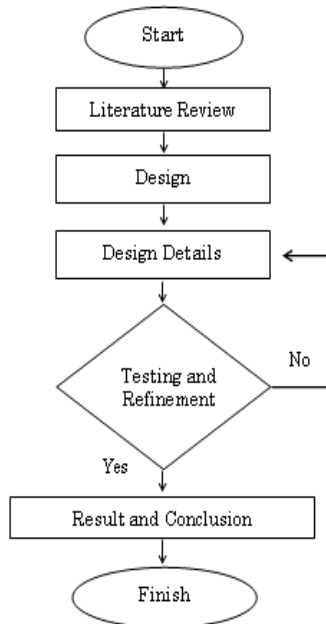 Start
Literature Review
Design
Design Details
No
Testing and
Refinement
Yes
Result and Conclusion
Finish